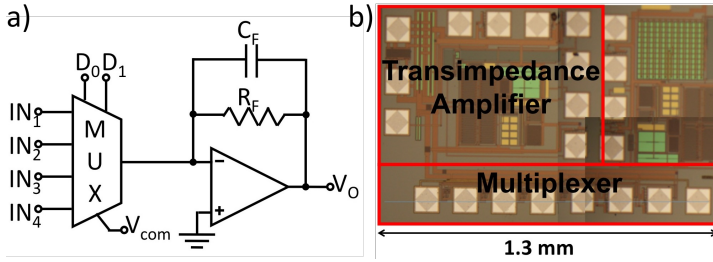 a)
D0 D1
IN1
IN2
IN3
IN4
M
U
X
Vcom
CF
RF
−
+
VO
b)
Transimpedance
Amplifier
Multiplexer
1.3 mm